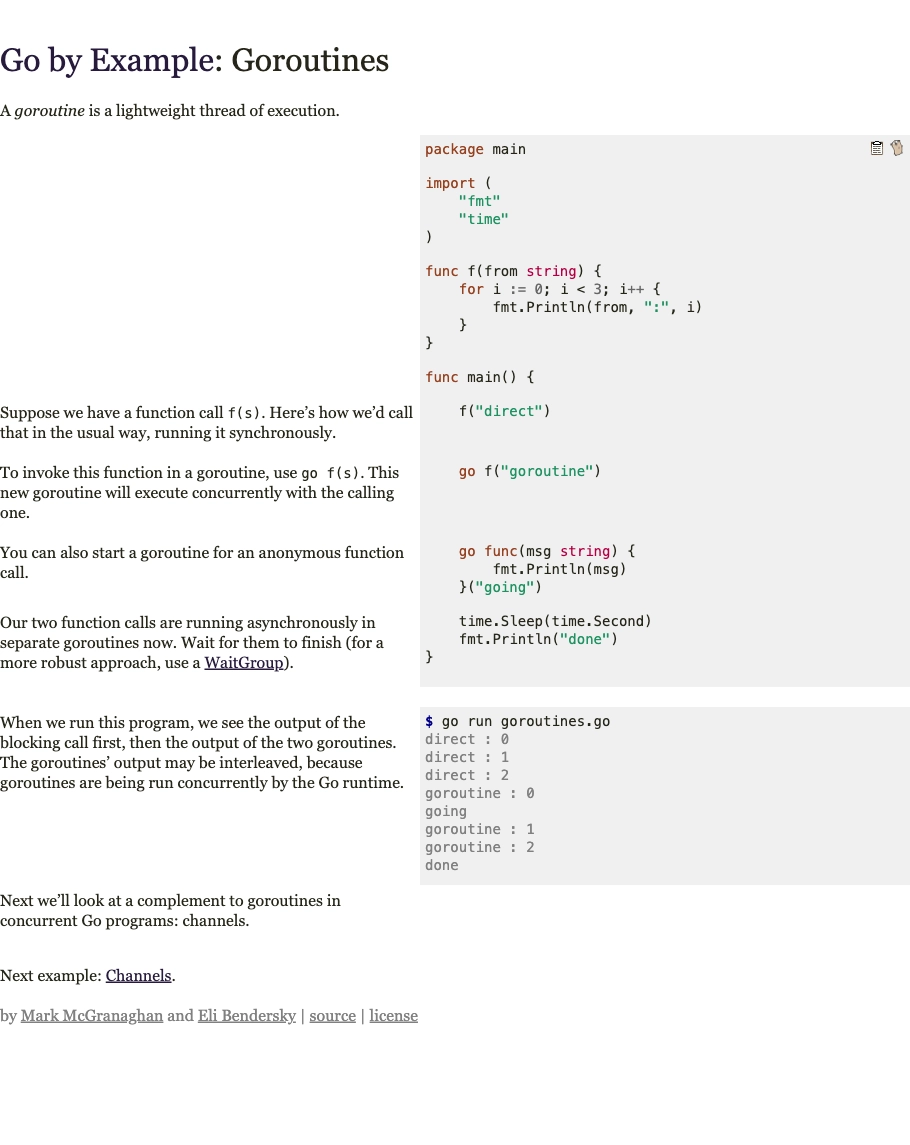 Go by Example: Goroutines
A goroutine is a lightweight thread of execution.
package main
import (
    "fmt"
    "time"
)
func f(from string) {
    for i := 0; i < 3; i++ {
        fmt.Println(from, ":", i)
    }
}
func main() {
Suppose we have a function call f(s). Here’s how we’d call
that in the usual way, running it synchronously.
    f("direct")
To invoke this function in a goroutine, use go f(s). This
new goroutine will execute concurrently with the calling
one.
    go f("goroutine")
You can also start a goroutine for an anonymous function
call.
    go func(msg string) {
        fmt.Println(msg)
    }("going")
Our two function calls are running asynchronously in
separate goroutines now. Wait for them to finish (for a
more robust approach, use a WaitGroup).
    time.Sleep(time.Second)
    fmt.Println("done")
}
When we run this program, we see the output of the
blocking call first, then the output of the two goroutines.
The goroutines’ output may be interleaved, because
goroutines are being run concurrently by the Go runtime.
$ go run goroutines.go
direct : 0
direct : 1
direct : 2
goroutine : 0
going
goroutine : 1
goroutine : 2
done
Next we’ll look at a complement to goroutines in
concurrent Go programs: channels.
Next example: Channels.
by Mark McGranaghan and Eli Bendersky | source | license